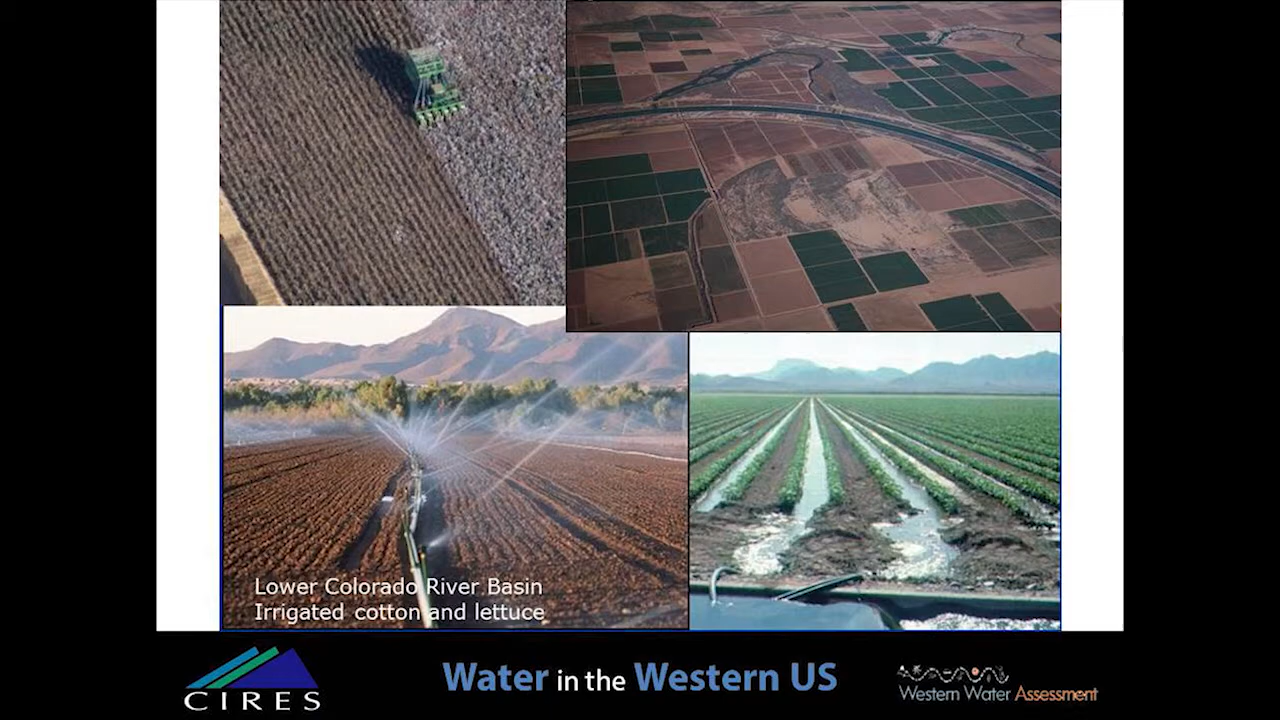 Lower Colorado River Basin
Irrigated cotton and lettuce
CIRES
Water in the Western US
Western Water Assessment